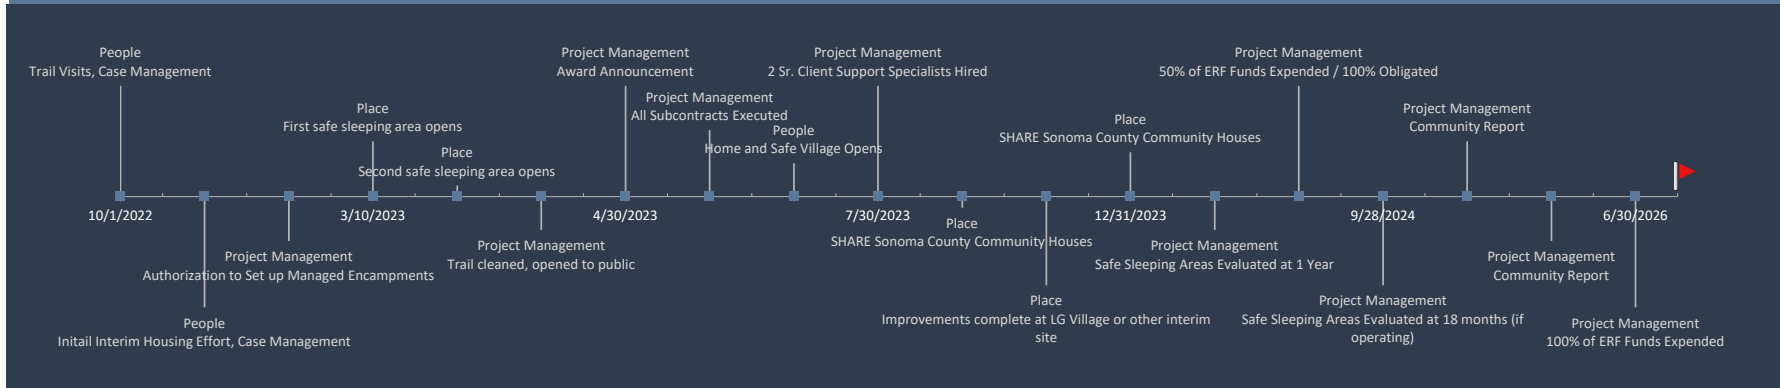 People
Trail Visits, Case Management
Project Management
Award Announcement
Project Management
2 Sr. Client Support Specialists Hired
Project Management
50% of ERF Funds Expended / 100% Obligated
Project Management
All Subcontracts Executed
Place
First safe sleeping area opens
Project Management
Community Report
Place
SHARE Sonoma County Community Houses
People
Home and Safe Village Opens
Place
Second safe sleeping area opens
10/1/2022
3/10/2023
4/30/2023
7/30/2023
12/31/2023
9/28/2024
6/30/2026
Place
SHARE Sonoma County Community Houses
Project Management
Trail cleaned, opened to public
Project Management
Safe Sleeping Areas Evaluated at 1 Year
Project Management
Authorization to Set up Managed Encampments
Project Management
Community Report
Place
Improvements complete at LG Village or other interim
site
Project Management
Safe Sleeping Areas Evaluated at 18 months (if
operating)
People
Initail Interim Housing Effort, Case Management
Project Management
100% of ERF Funds Expended